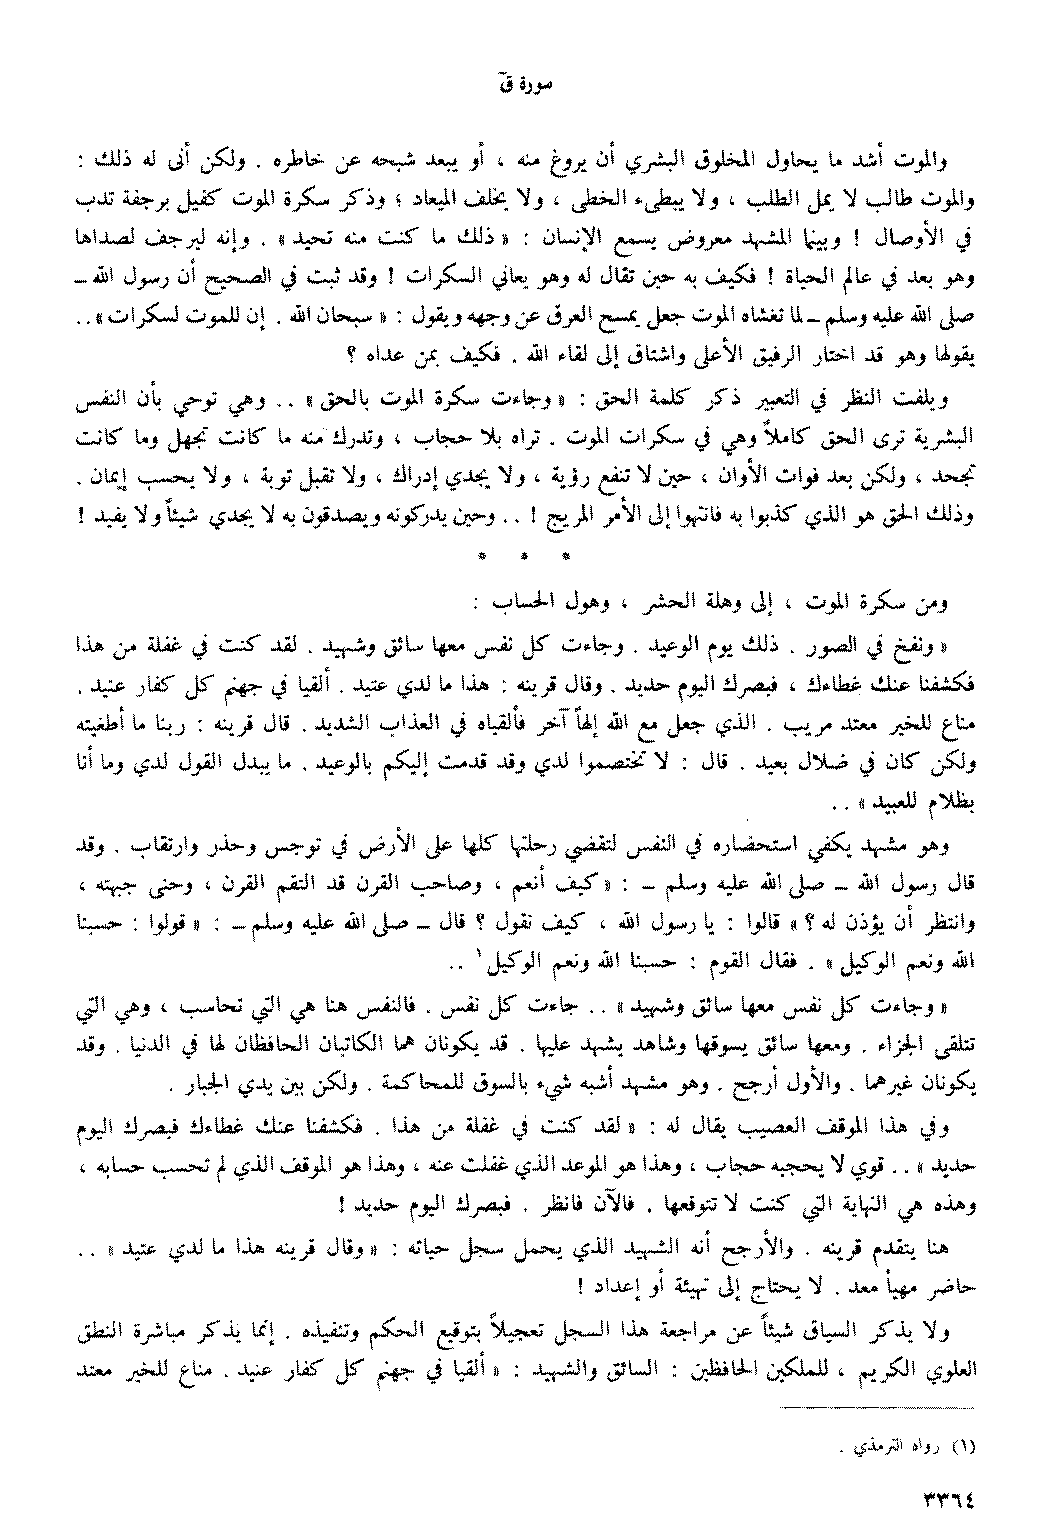 سورة قۤ
والموت أشد ما يحاول المخلوق البشري أن يروغ منه ، أو يبعد شبحه عن خاطره . ولكن أنى له ذلك :
والموت طالب لا يمل الطلب ، ولا يبطىء الخطى ، ولا يخلف الميعاد ؛ وذكر سكرة الموت كفيل برجفة تدب
في الأوصال ! وبينما المشهد معروض يسمع الإنسان : « ذلك ما كنت منه تحيد» . وإنه ليرجف لصداها
وهو بعد في عالم الحياة ! فكيف به حين تقال له وهو يعاني السكرات ! وقد ثبت في الصحيح أن رسول الله –
صلى الله عليه وسلم – لما تغشاه الموت جعل يمسح العرق عن وجهه ويقول : « سبحان الله . إن للموت لسكرات »..
يقولها وهو قد اختار الرفيق الأعلى واشتاق إلى لقاء الله . فكيف بمن عداه ؟
ويلفت النظر في التعبير ذكر كلمة الحق : « وجاءت سكرة الموت بالحق » .. وهي توحي بأن النفس
البشرية ترى الحق كاملاً وهي في سكرات الموت . تراه بلا حجاب ، وتدرك منه ما كانت تجهل وما كانت
تجحد ، ولكن بعد فوات الأوان ، حين لا تنفع رؤية ، ولا يجدي إدراك ، ولا تقبل توبة ، ولا يحسب إيمان .
وذلك الحق هو الذي كذبوا به فانتهوا إلى الأمر المريج ! .. وحين يدركونه ويصدقون به لا يجدي شيئاً ولا يفيد !
* * *
ومن سكرة الموت ، إلى وهلة الحشر ، وهول الحساب :
« ونفخ في الصور . ذلك يوم الوعيد . وجاءت كل نفس معها سائق وشهيد . لقد كنت في غفلة من هذا
فكشفنا عنك غطاءك ، فبصرك اليوم حديد . وقال قرينه : هذا ما لدي عتيد . ألقيا في جهنم كل كفار عنيد .
مناع للخير معتد مريب . الذي جعل مع الله إلهاً آخر فألقياه في العذاب الشديد . قال قرينه : ربنا ما أطغيته
ولكن كان في ضلال بعيد . قال : لا تختصموا لدي وقد قدمت إليكم بالوعيد . ما يبدل القول لدي وما أنا
بظلام للعبيد » ..
وهو مشهد يكفي استحضاره في النفس لتقضي رحلتها كلها على الأرض في توجس وحذر وارتقاب . وقد
قال رسول الله – صلى الله عليه وسلم – : « كيف أنعم ، وصاحب القرن قد التقم القرن ، وحنى جبهته ،
وانتظر أن يؤذن له ؟ » قالوا : يا رسول الله ، كيف نقول ؟ قال – صلى الله عليه وسلم – : « قولوا : حسبنا
الله ونعم الوكيل » . فقال القوم : حسبنا الله ونعم الوكيل١ ..
« وجاءت كل نفس معها سائق وشهيد » .. جاءت كل نفس . فالنفس هنا هي التي تحاسب ، وهي التي
تتلقى الجزاء . ومعها سائق يسوقها وشاهد يشهد عليها . قد يكونان هما الكاتبان الحافظان لها في الدنيا . وقد
يكونان غيرهما . والأول أرجح . وهو مشهد أشبه شيء بالسوق للمحاكمة . ولكن بين يدي الجبار .
وفي هذا الموقف العصيب يقال له : « لقد كنت في غفلة من هذا . فكشفنا عنك غطاءك فبصرك اليوم
حديد » .. قوي لا يحجبه حجاب ، وهذا هو الموعد الذي غفلت عنه ، وهذا هو الموقف الذي لم تحسب حسابه ،
وهذه هي النهاية التي كنت لا تتوقعها . فالآن فانظر . فبصرك اليوم حديد !
هنا يتقدم قرينه . والأرجح أنه الشهيد الذي يحمل سجل حياته : « وقال قرينه هذا ما لدي عتيد » ..
حاضر مهيأ معد . لا يحتاج إلى تهيئة أو إعداد !
ولا يذكر السياق شيئاً عن مراجعة هذا السجل تعجيلاً بتوقيع الحكم وتنفيذه . إنما يذكر مباشرة النطق
العلوي الكريم ، للملكين الحافظين : السائق والشهيد : « ألقيا في جهنم كل كفار عنيد . مناع للخير معتد
(١) رواه الترمذي .
٣٣٦٤